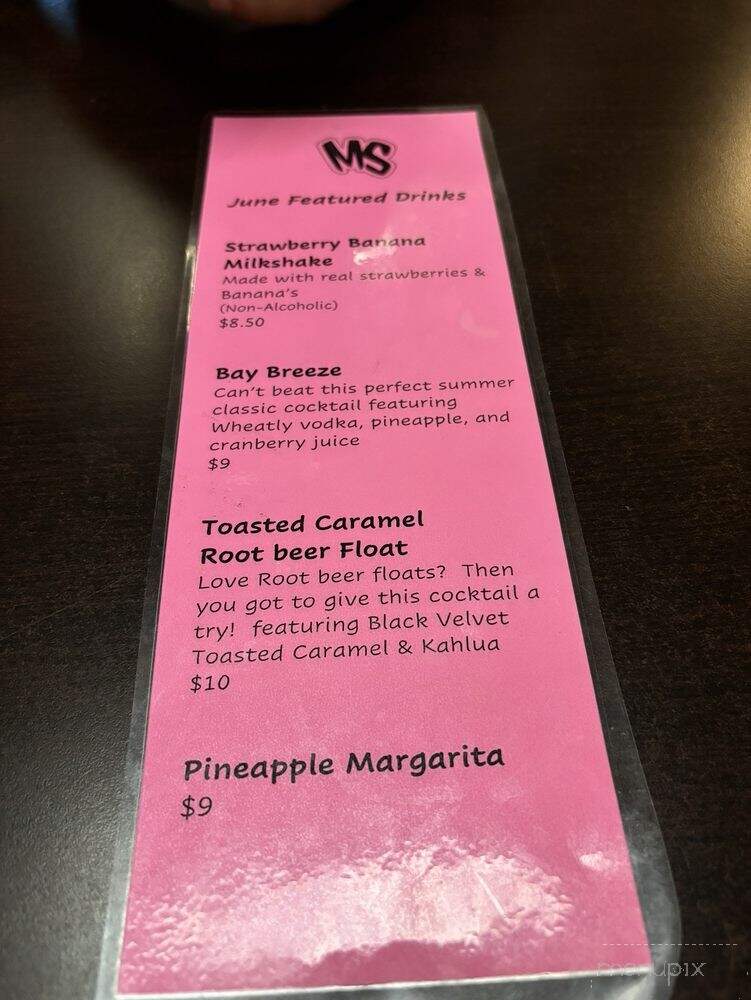 MS
June Featured Drinks
Strawberry Banana
Milkshake
Made with real strawberries &
Banana's
(Non-Alcoholic)
$8.50
Bay Breeze
Can't beat this perfect summer
classic cocktail featuring
Wheatly vodka, pineapple, and
cranberry juice
$9
Toasted Caramel
Root beer Float
Love Root beer floats? Then
you got to give this cocktail a
try! featuring Black Velvet
Toasted Caramel & Kahlua
$10
Pineapple Margarita
$9
menupix